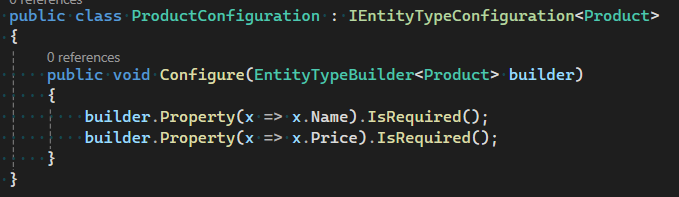 0 references
public class ProductConfiguration : IEntityTypeConfiguration<Product>
{
0 references
public void Configure(EntityTypeBuilder<Product> builder)
{
builder.Property(x => x.Name).IsRequired();
builder.Property(x => x.Price).IsRequired();
}
}